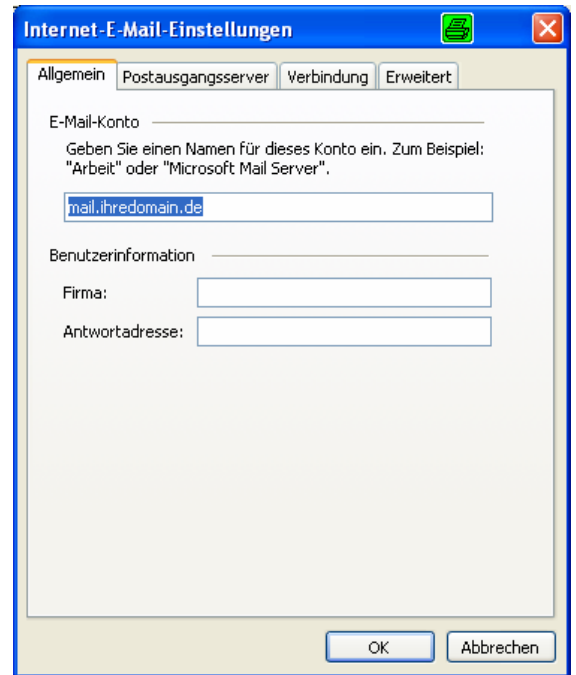 Internet-E-Mail-Einstellungen
Allgemein Postausgangsserver Verbindung Erweitert
E-Mail-Konto
Geben Sie einen Namen für dieses Konto ein. Zum Beispiel:
"Arbeit" oder "Microsoft Mail Server".
mail.ihredomain.de
Benutzerinformation
Firma:
Antwortadresse:
OK Abbrechen